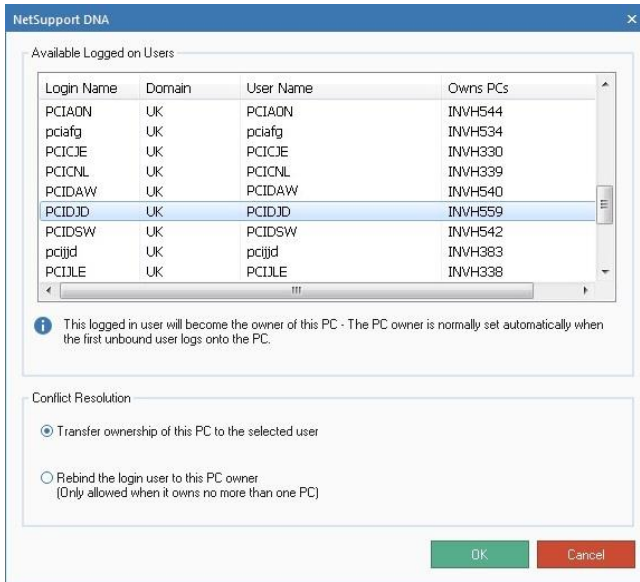 NetSupport DNA
Available Logged on Users
Login Name Domain User Name Owns PCs
PCIAON UK PCIAON INVH544
pciafg UK pciafg INVH534
PCICJE UK PCICJE INVH330
PCICNL UK PCICNL INVH339
PCIDAW UK PCIDAW INVH540
PCIDJD UK PCIDJD INVH559
PCIDSW UK PCIDSW INVH542
pcijjd UK pcijjd INVH383
PCIJLE UK PCIJLE INVH338
This logged in user will become the owner of this PC - The PC owner is normally set automatically when
the first unbound user logs onto the PC.
Conflict Resolution
Transfer ownership of this PC to the selected user
Rebind the login user to this PC owner
(Only allowed when it owns no more than one PC)
OK Cancel